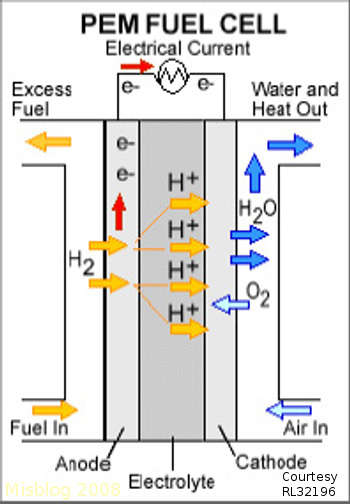 PEM FUEL CELL
Electrical Current
e-
e-
Excess
Fuel
Water and
Heat Out
e-
e-
H+
H+
H+
H+
H2
H2O
O2
Fuel In
Air In
Anode
Electrolyte
Cathode
Misblog 2008
Courtesy
RL32196